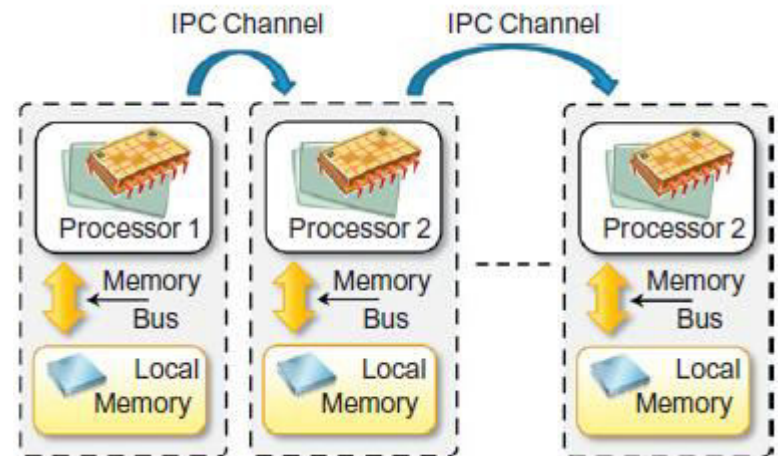 IPC Channel
IPC Channel
Processor 1
Processor 2
Processor 2
Memory
Bus
Memory
Bus
Memory
Bus
Local
Memory
Local
Memory
Local
Memory